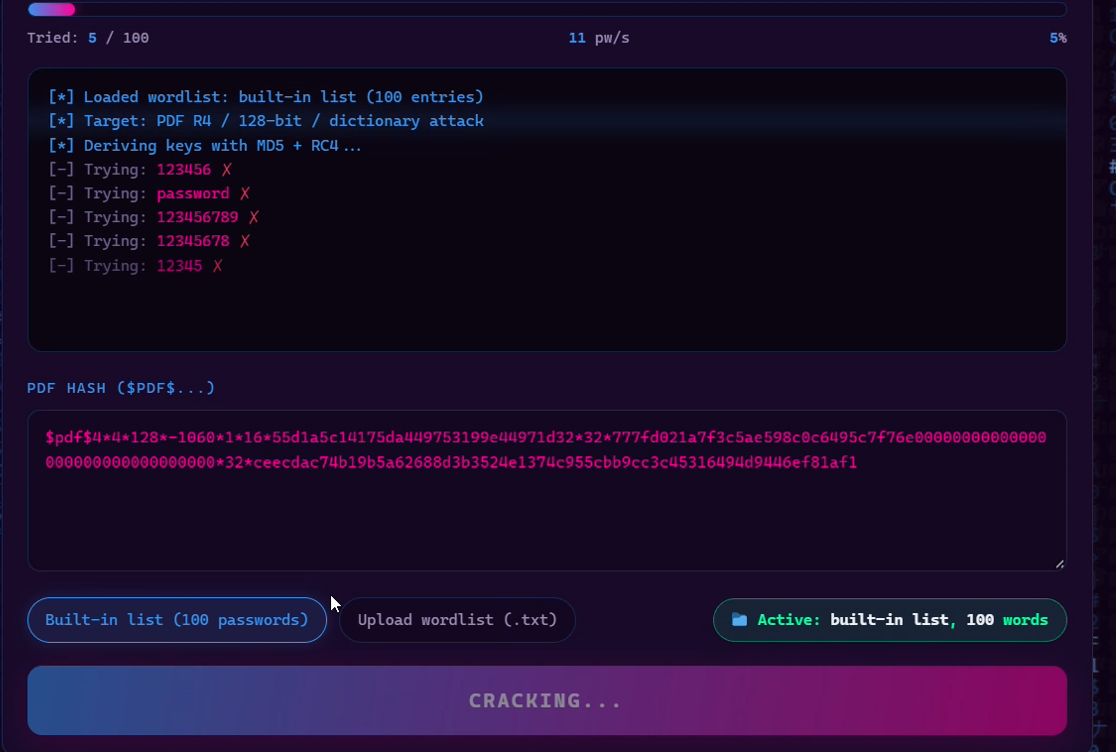 Tried: 5 / 100 11 pw/s 5%
[*] Loaded wordlist: built-in list (100 entries)
[*] Target: PDF R4 / 128-bit / dictionary attack
[*] Deriving keys with MD5 + RC4...
[-] Trying: 123456 ✗
[-] Trying: password ✗
[-] Trying: 123456789 ✗
[-] Trying: 12345678 ✗
[-] Trying: 12345 ✗
PDF HASH ($PDF$...)
$pdf$4*4*128*-1060*1*16*55d1a5c14175da449753199e44971d32*32*777fd021a7f3c5ae598c0c6495c7f76e00000000000000
000000000000000000*32*ceecdac74b19b5a62688d3b3524e1374c955cbb9cc3c45316494d9446ef81af1
Built-in list (100 passwords) Upload wordlist (.txt) Active: built-in list, 100 words
CRACKING...